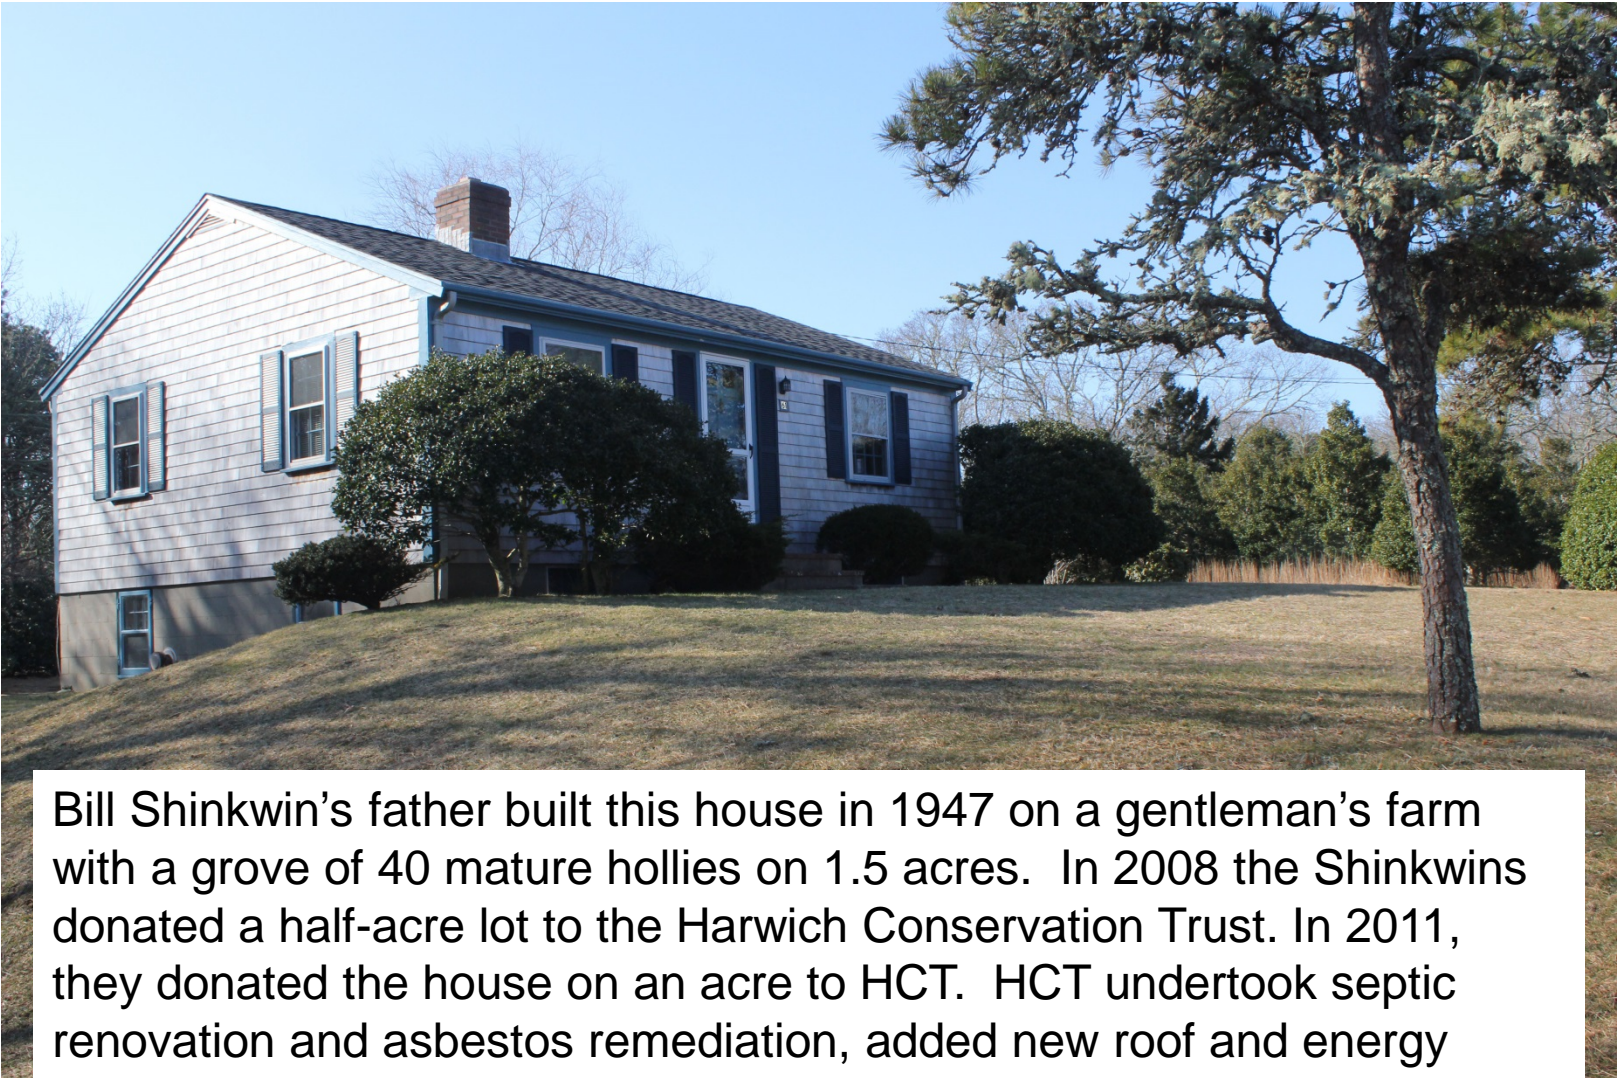 Bill Shinkwin’s father built this house in 1947 on a gentleman’s farm
with a grove of 40 mature hollies on 1.5 acres.  In 2008 the Shinkwins
donated a half-acre lot to the Harwich Conservation Trust. In 2011,
they donated the house on an acre to HCT.  HCT undertook septic
renovation and asbestos remediation, added new roof and energy